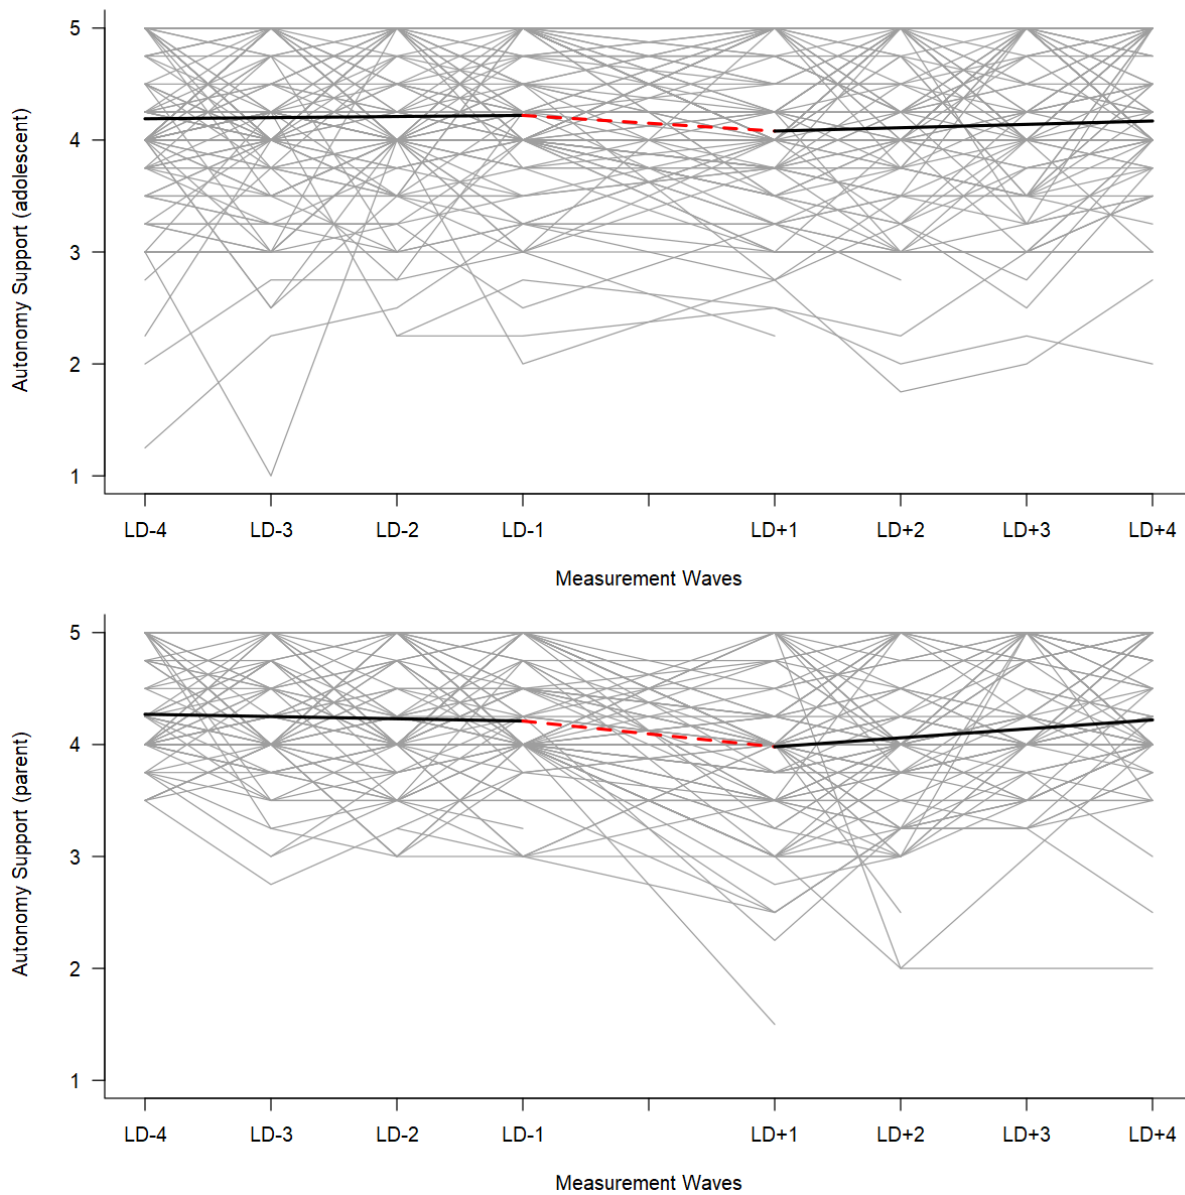 Autonomy Support (adolescent)
5
4
3
2
1
LD-4 LD-3 LD-2 LD-1 LD+1 LD+2 LD+3 LD+4
Measurement Waves
Autonomy Support (parent)
5
4
3
2
1
LD-4 LD-3 LD-2 LD-1 LD+1 LD+2 LD+3 LD+4
Measurement Waves